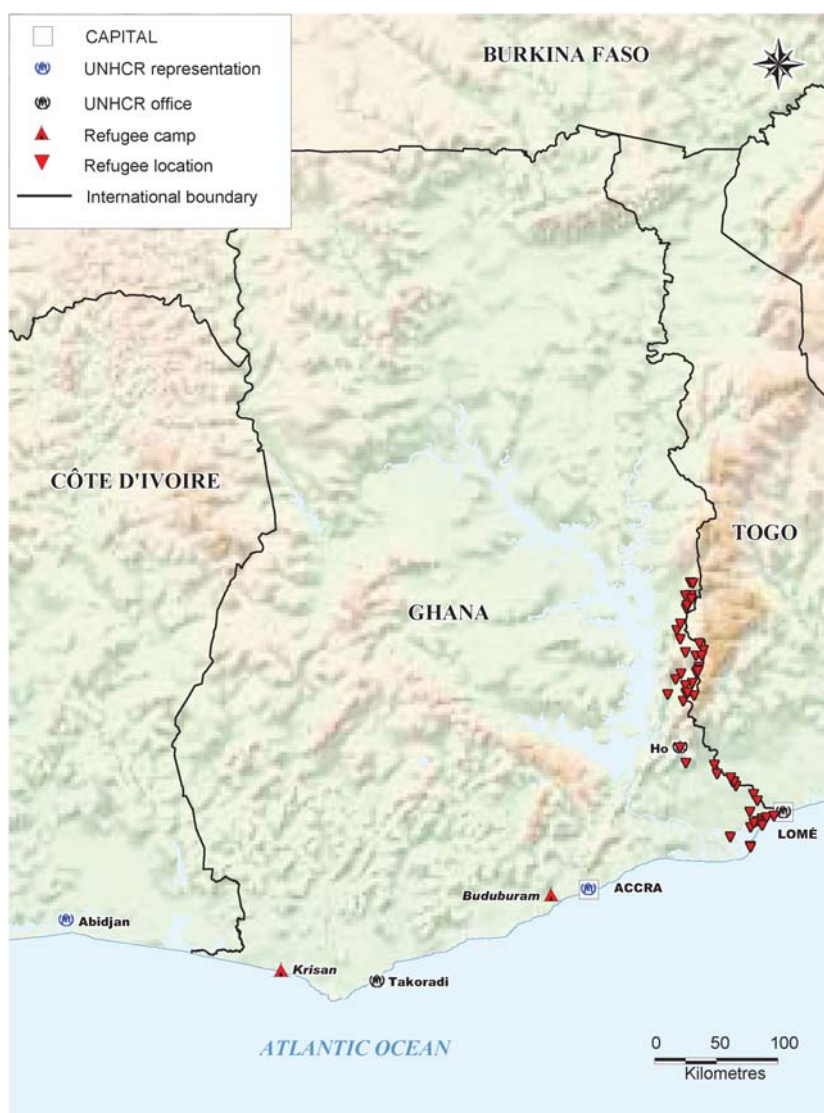 CAPITAL
UNHCR representation
UNHCR office
Refugee camp
Refugee location
International boundary
BURKINA FASO
CÔTE D'IVOIRE
TOGO
GHANA
Ho
LOMÉ
Buduburam
ACCRA
Abidjan
Krisan
Takoradi
ATLANTIC OCEAN
0 50 100
Kilometres